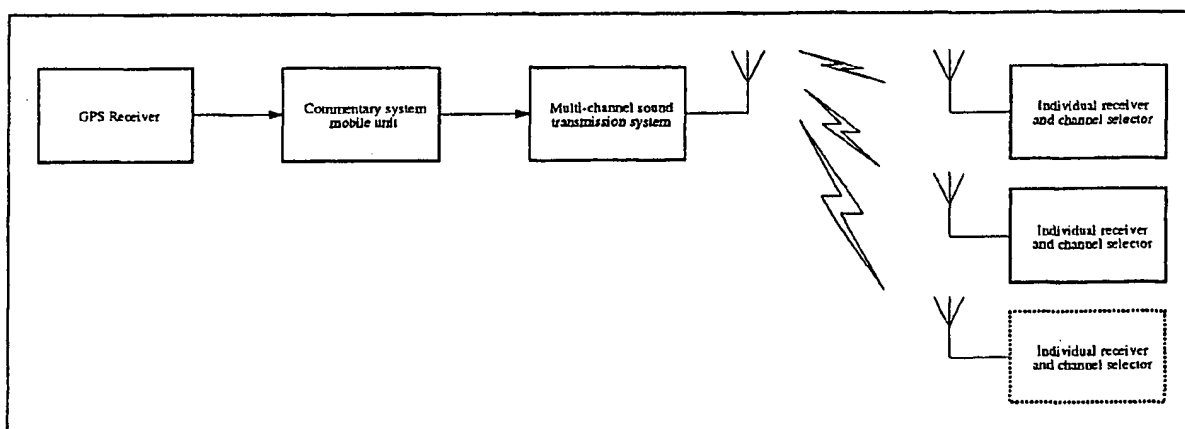 GPS Receiver
Commentary system
mobile unit
Multi-channel sound
transmission system
Individual receiver
and channel selector
Individual receiver
and channel selector
Individual receiver
and channel selector